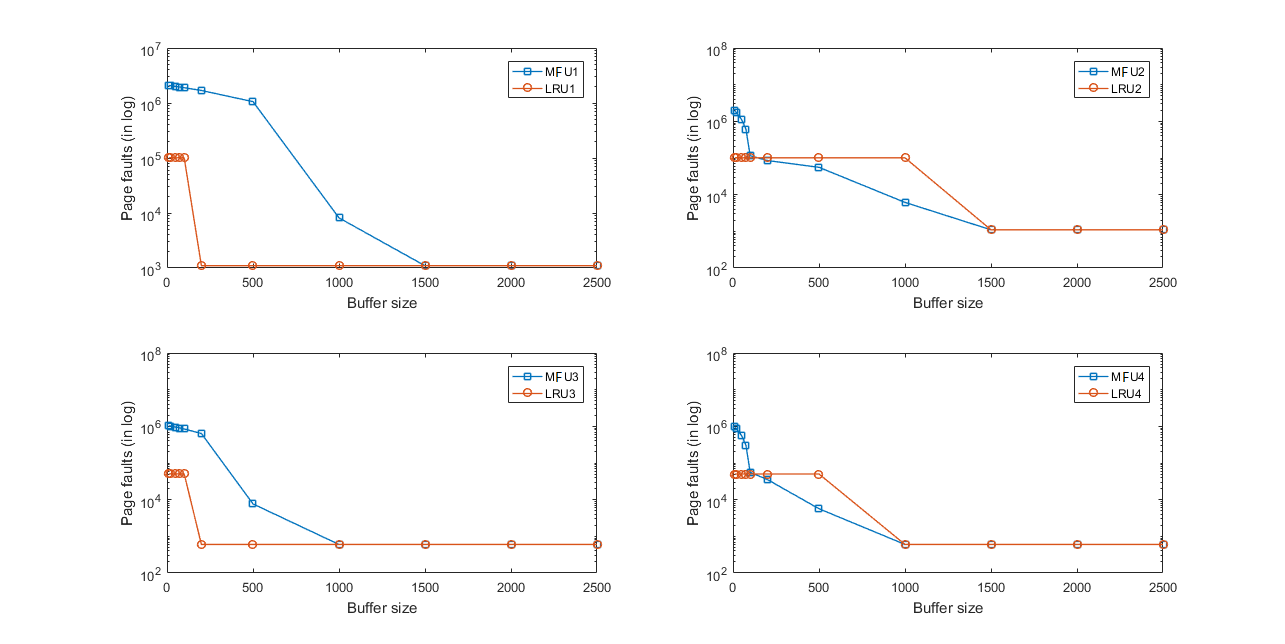 10^7
10^6
10^5
10^4
10^3
Page faults (in log)
0 500 1000 1500 2000 2500
Buffer size
MFU1
LRU1
10^8
10^6
10^4
10^2
Page faults (in log)
0 500 1000 1500 2000 2500
Buffer size
MFU2
LRU2
10^8
10^6
10^4
10^2
Page faults (in log)
0 500 1000 1500 2000 2500
Buffer size
MFU3
LRU3
10^8
10^6
10^4
10^2
Page faults (in log)
0 500 1000 1500 2000 2500
Buffer size
MFU4
LRU4